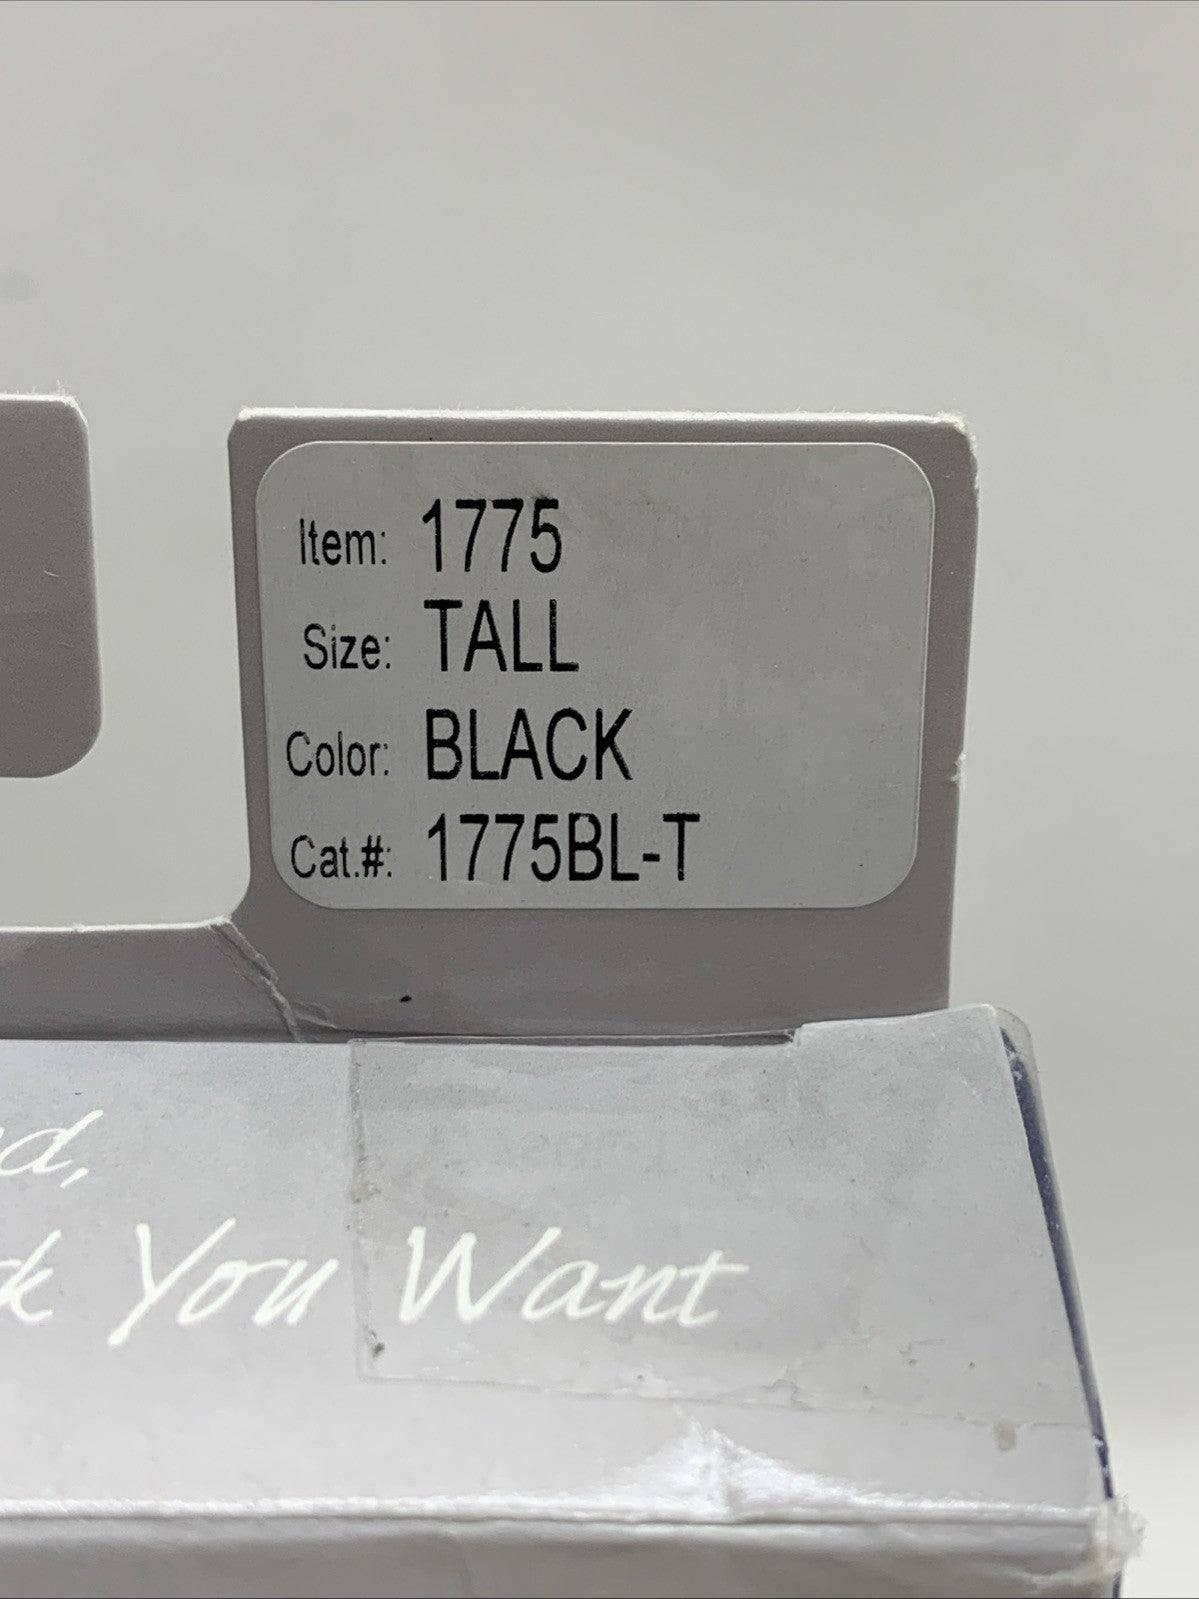 Item: 1775
Size: TALL
Color: BLACK
Cat.#: 1775BL-T
You Want